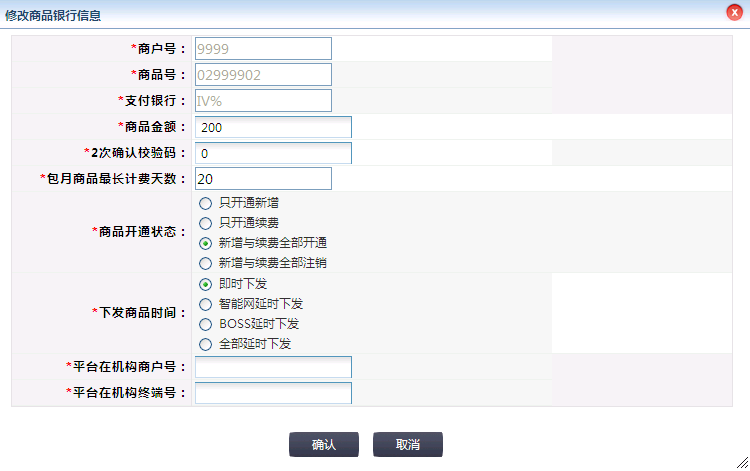 修改商品银行信息
*商户号： 9999
*商品号： 02999902
*支付银行： IV%
*商品金额： 200
*2次确认校验码： 0
*包月商品最长计费天数： 20
*商品开通状态：
只开通新增
只开通续费
新增与续费全部开通
新增与续费全部注销
*下发商品时间：
即时下发
智能网延时下发
BOSS延时下发
全部延时下发
*平台在机构商户号：
*平台在机构终端号：
确认 取消